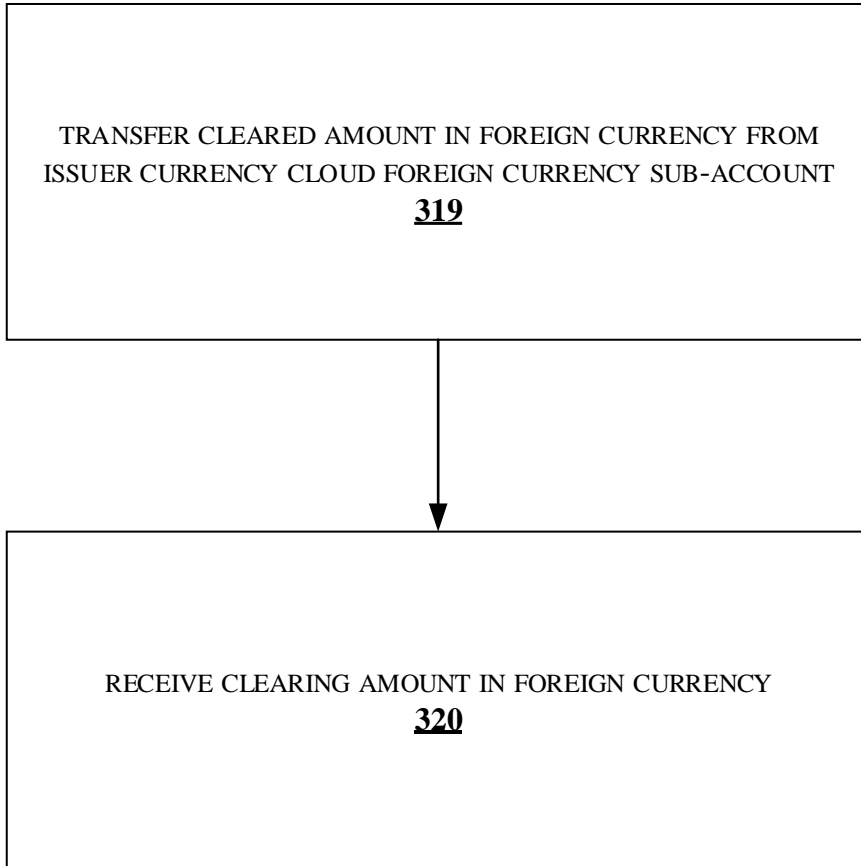 TRANSFER CLEARED AMOUNT IN FOREIGN CURRENCY FROM
ISSUER CURRENCY CLOUD FOREIGN CURRENCY SUB-ACCOUNT
319
RECEIVE CLEARING AMOUNT IN FOREIGN CURRENCY
320